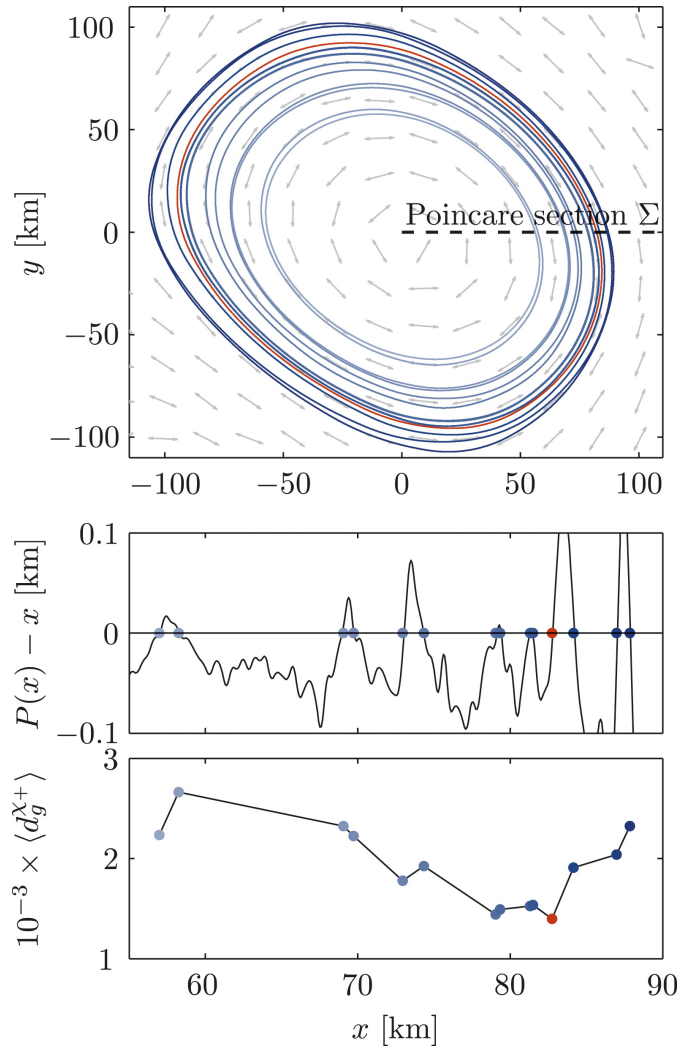 100
50
0
−50
−100
y [km]
Poincare section Σ
−100 −50 0 50 100
0.1
0
−0.1
P(x) − x [km]
3
2
1
10⁻³ × ⟨d_g^{χ+}⟩
60 70 80 90
x [km]